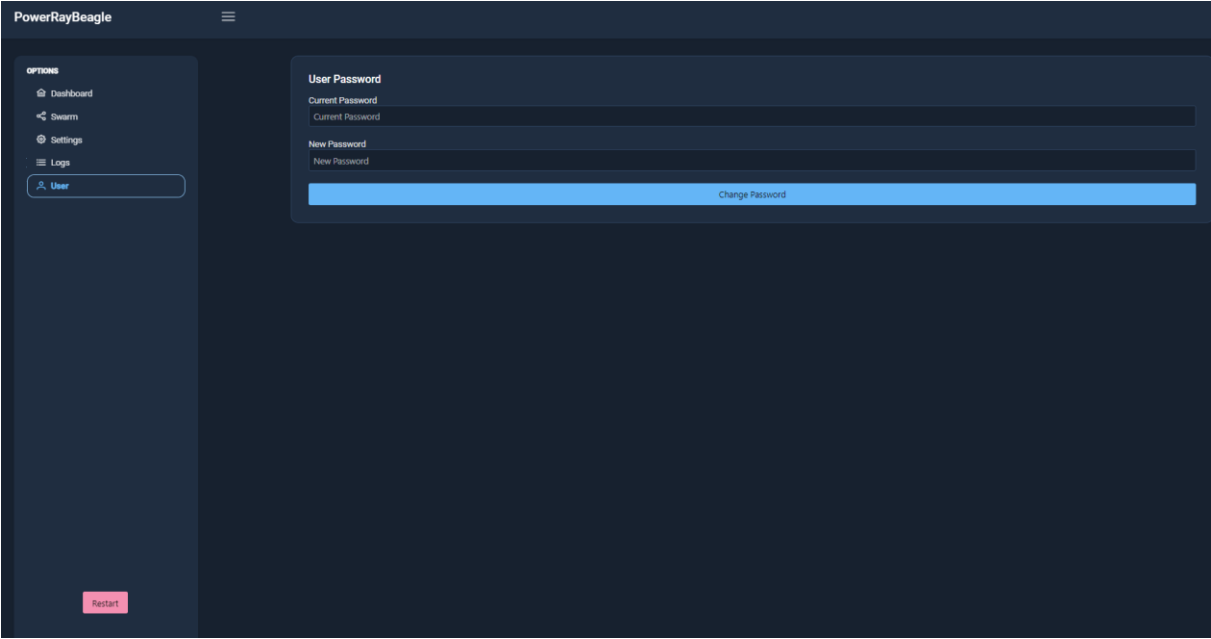 PowerRayBeagle
OPTIONS
Dashboard
Swarm
Settings
Logs
User
Restart
User Password
Current Password
Current Password
New Password
New Password
Change Password